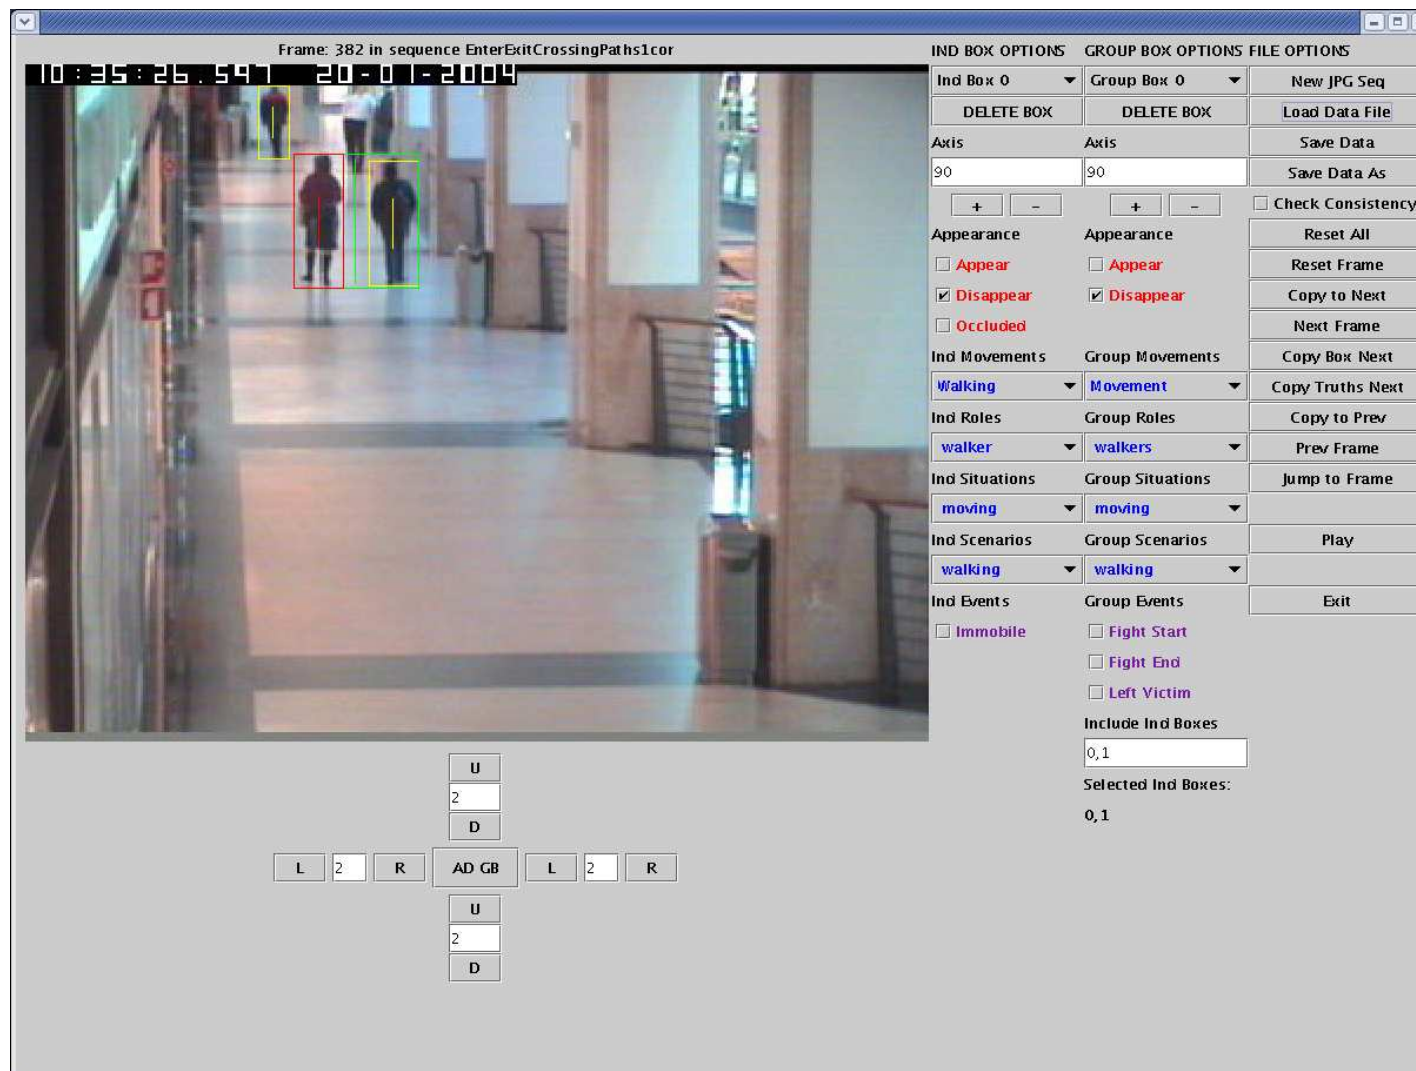 Frame: 382 in sequence EnterExitCrossingPaths1cor
10:35:26.597 20-01-2004
IND BOX OPTIONS
Ind Box 0
DELETE BOX
Axis
90
+ -
Appearance
Appear
Disappear
Occluded
Ind Movements
Walking
Ind Roles
walker
Ind Situations
moving
Ind Scenarios
walking
Ind Events
Immobile
GROUP BOX OPTIONS
Group Box 0
DELETE BOX
Axis
90
+ -
Appearance
Appear
Disappear
Group Movements
Movement
Group Roles
walkers
Group Situations
moving
Group Scenarios
walking
Group Events
Fight Start
Fight End
Left Victim
Include Ind Boxes
0,1
Selected Ind Boxes:
0,1
FILE OPTIONS
New JPG Seq
Load Data File
Save Data
Save Data As
Check Consistency
Reset All
Reset Frame
Copy to Next
Next Frame
Copy Box Next
Copy Truths Next
Copy to Prev
Prev Frame
Jump to Frame
Play
Exit
U
2
D
L 2 R AD GB L 2 R
U
2
D